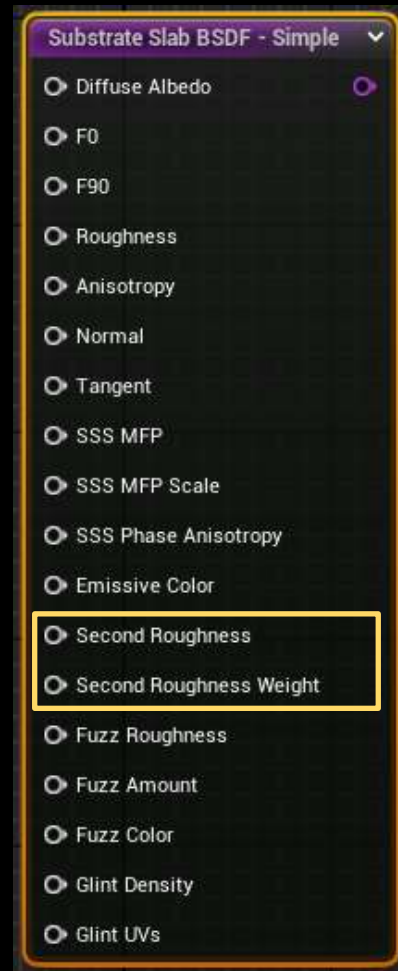 Substrate Slab BSDF - Simple
Diffuse Albedo
F0
F90
Roughness
Anisotropy
Normal
Tangent
SSS MFP
SSS MFP Scale
SSS Phase Anisotropy
Emissive Color
Second Roughness
Second Roughness Weight
Fuzz Roughness
Fuzz Amount
Fuzz Color
Glint Density
Glint UVs